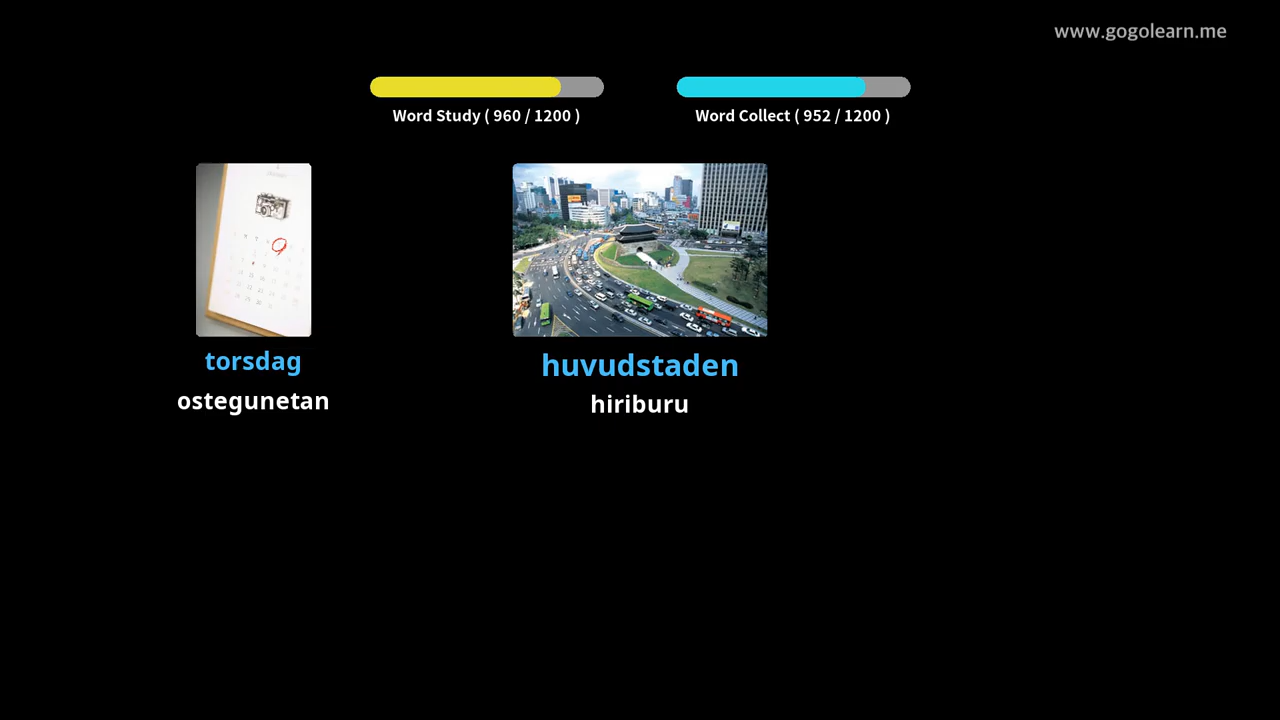 www.gogolearn.me
Word Study ( 960 / 1200 )
Word Collect ( 952 / 1200 )
torsdag
ostegunetan
huvudstaden
hiriburu